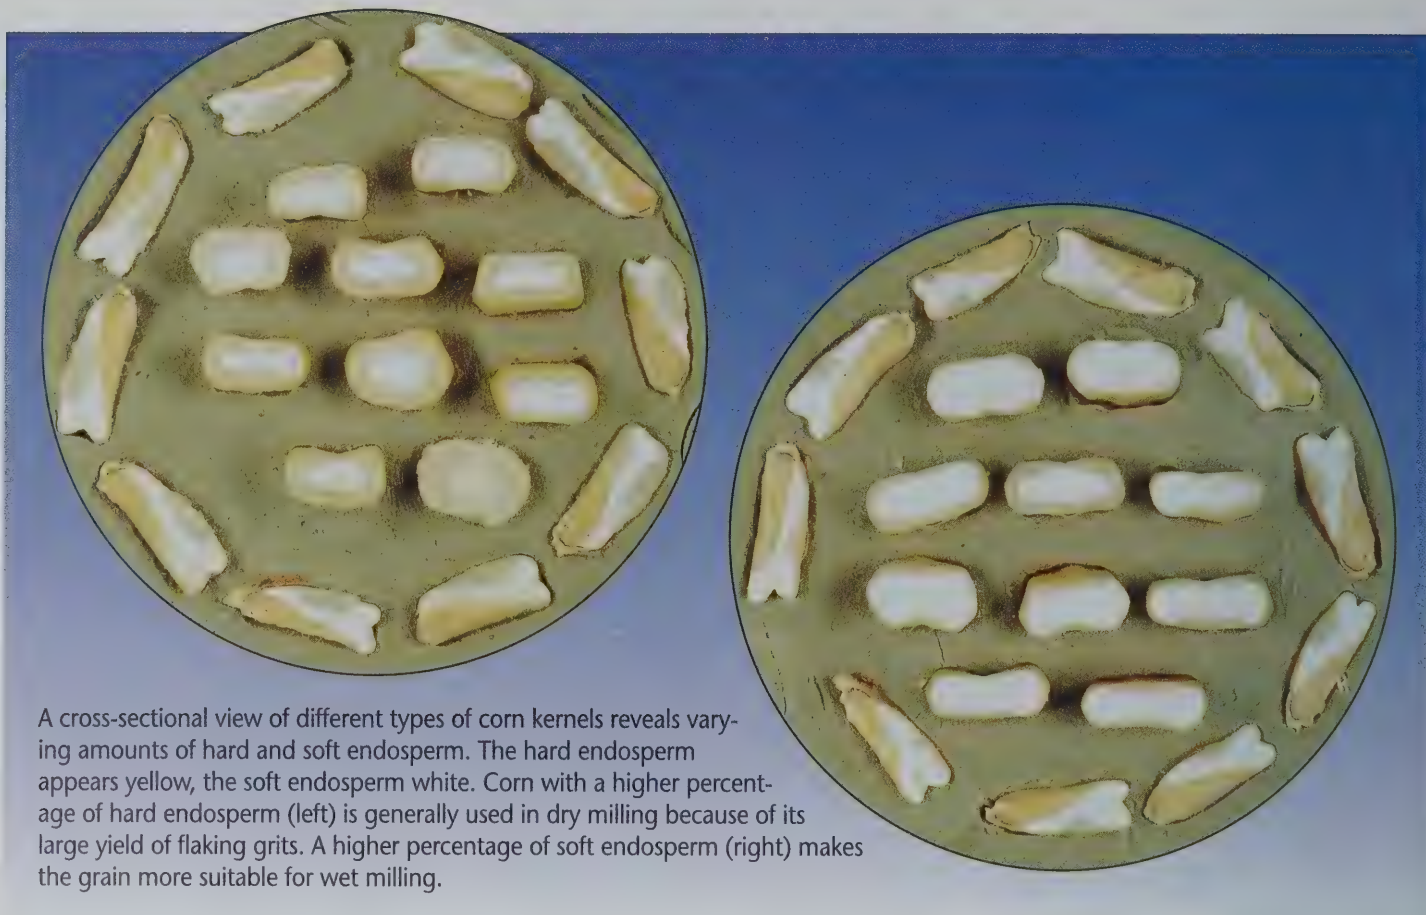 A cross-sectional view of different types of corn kernels reveals vary-
ing amounts of hard and soft endosperm. The hard endosperm
appears yellow, the soft endosperm white. Corn with a higher percent-
age of hard endosperm (left) is generally used in dry milling because of its
large yield of flaking grits. A higher percentage of soft endosperm (right) makes
the grain more suitable for wet milling.